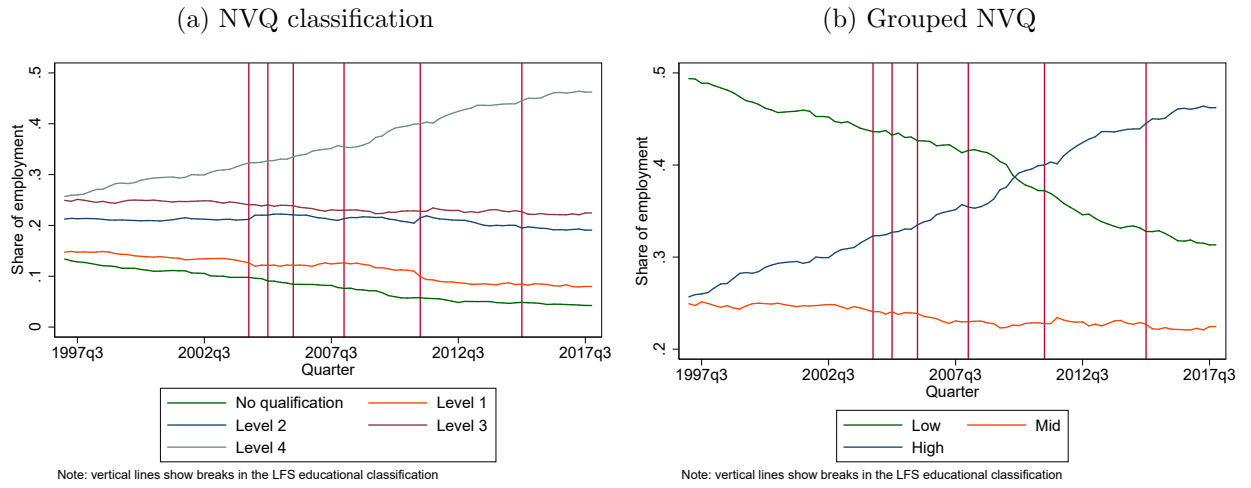 (a) NVQ classification
Share of employment
.5
.4
.3
.2
.1
0
1997q3 2002q3 2007q3 2012q3 2017q3
Quarter
No qualification Level 1
Level 2 Level 3
Level 4
Note: vertical lines show breaks in the LFS educational classification
(b) Grouped NVQ
Share of employment
.5
.4
.3
.2
1997q3 2002q3 2007q3 2012q3 2017q3
Quarter
Low Mid
High
Note: vertical lines show breaks in the LFS educational classification